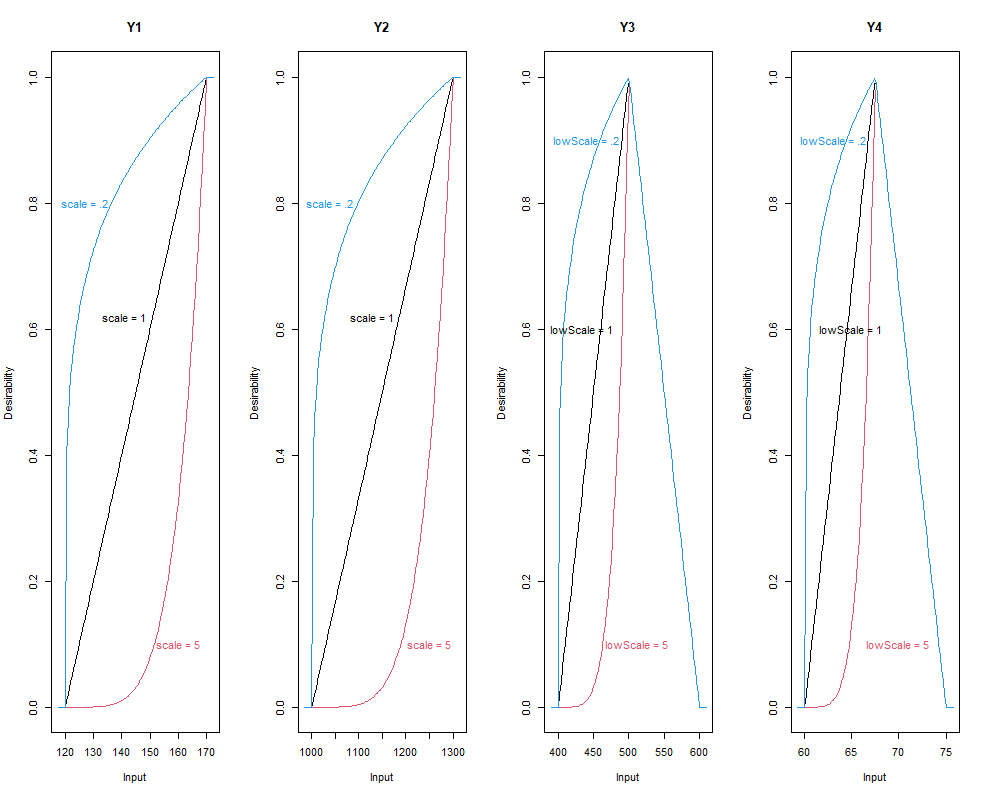 Y1
Desirability
1.0
0.8
0.6
0.4
0.2
0.0
scale = .2
scale = 1
scale = 5
120 130 140 150 160 170
Input
Y2
Desirability
1.0
0.8
0.6
0.4
0.2
0.0
scale = .2
scale = 1
scale = 5
1000 1100 1200 1300
Input
Y3
Desirability
1.0
0.8
0.6
0.4
0.2
0.0
lowScale = .2
lowScale = 1
lowScale = 5
400 450 500 550 600
Input
Y4
Desirability
1.0
0.8
0.6
0.4
0.2
0.0
lowScale = .2
lowScale = 1
lowScale = 5
60 65 70 75
Input